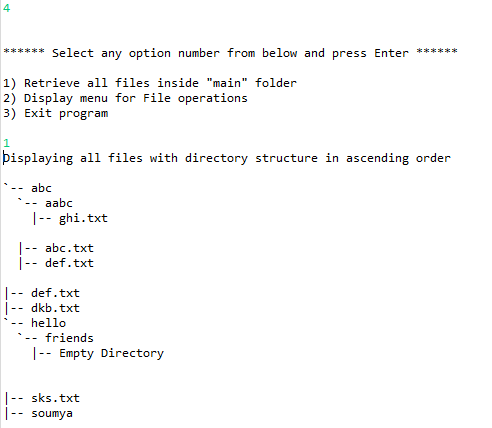 4
****** Select any option number from below and press Enter ******
1) Retrieve all files inside "main" folder
2) Display menu for File operations
3) Exit program
1
Displaying all files with directory structure in ascending order
`-- abc
  `-- aabc
    |-- ghi.txt
  |-- abc.txt
  |-- def.txt
|-- def.txt
|-- dkb.txt
`-- hello
  `-- friends
    |-- Empty Directory
|-- sks.txt
|-- soumya